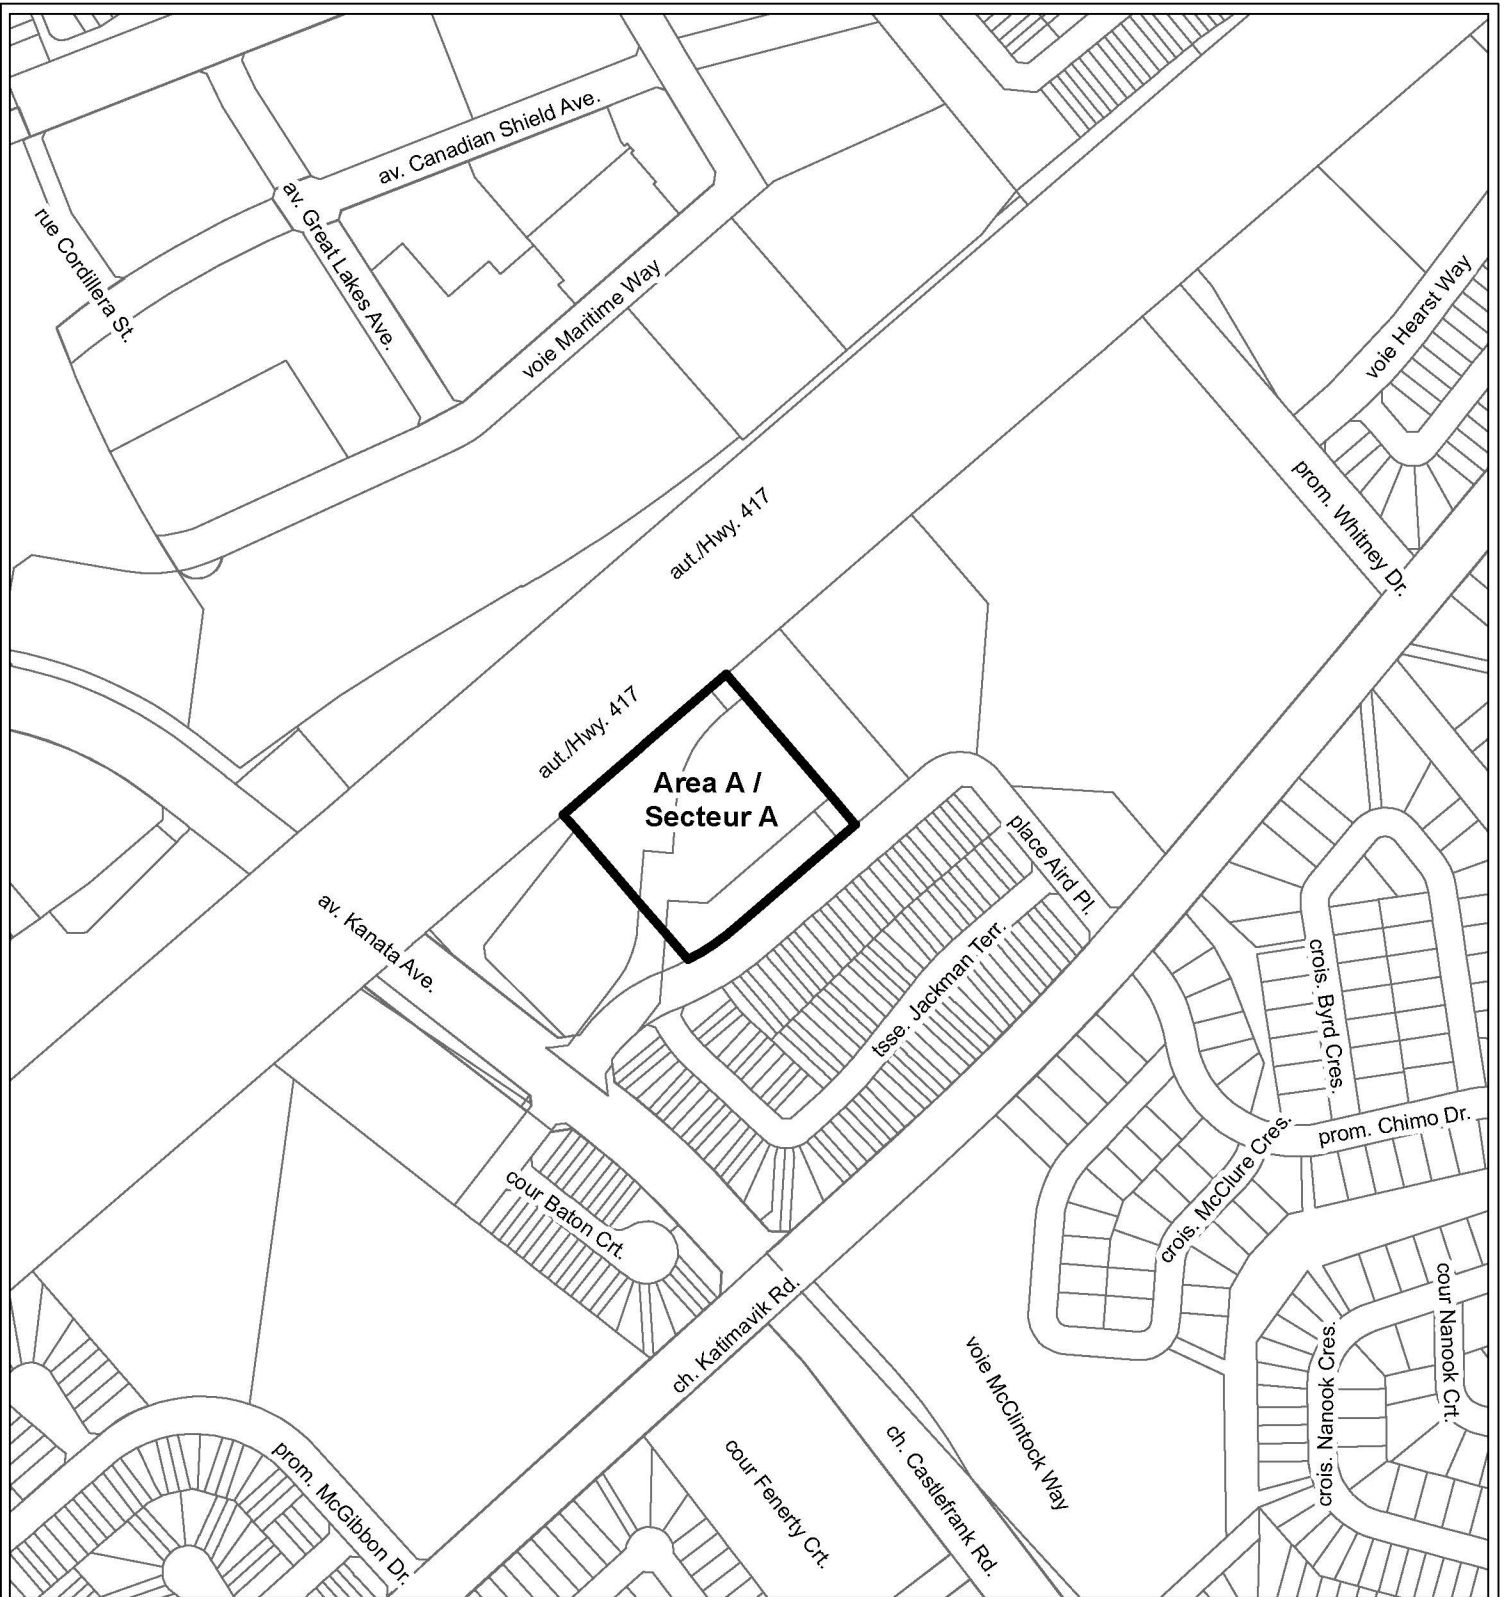 av. Canadian Shield Ave.
av. Great Lakes Ave.
rue Cordillera St.
voie Maritime Way
voie Hearst Way
prom. Whitney Dr.
aut./Hwy. 417
aut./Hwy. 417
Area A /
Secteur A
place Aird Pl.
av. Kanata Ave.
tsse. Jackman Terr.
crois. Byrd Cres.
prom. Chimo Dr.
crois. McClure Cres.
cour Baton Crt.
ch. Katimavik Rd.
cour Nanook Crt.
crois. Nanook Cres.
voie McClintock Way
ch. Castlefrank Rd.
cour Fenerty Crt.
prom. McGibbon Dr.